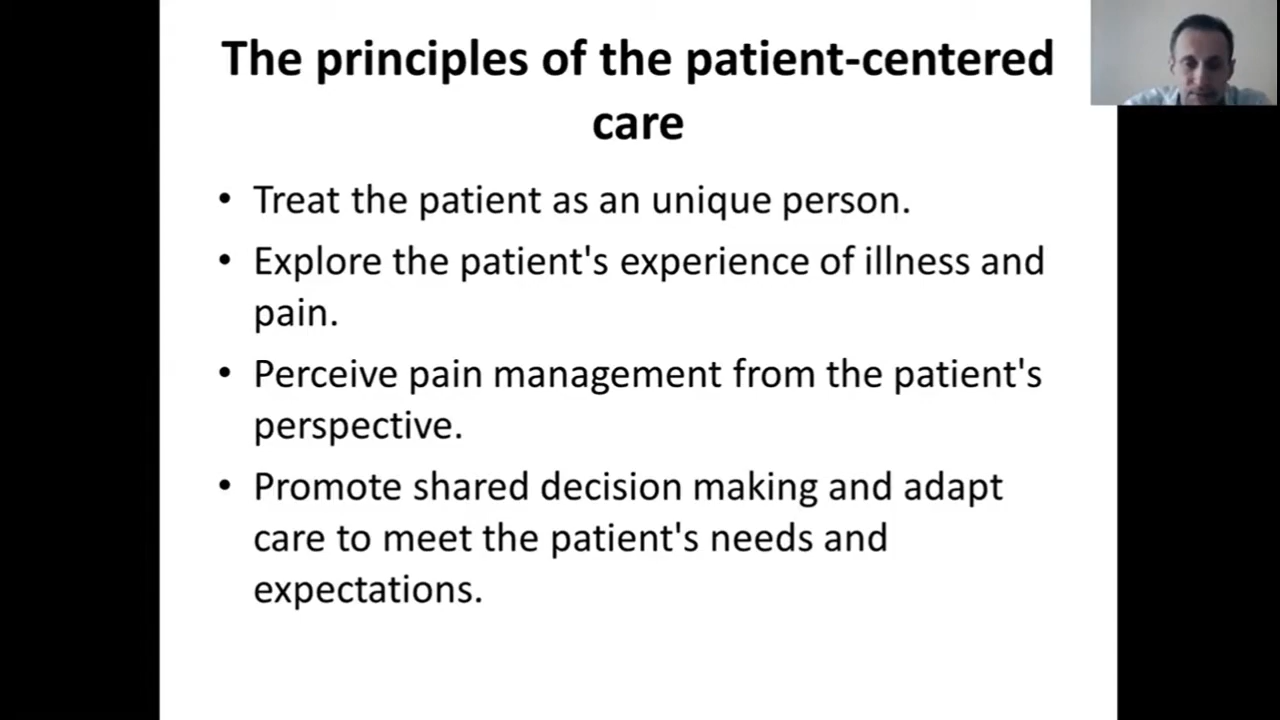 The principles of the patient-centered
care
• Treat the patient as an unique person.
• Explore the patient's experience of illness and
pain.
• Perceive pain management from the patient's
perspective.
• Promote shared decision making and adapt
care to meet the patient's needs and
expectations.